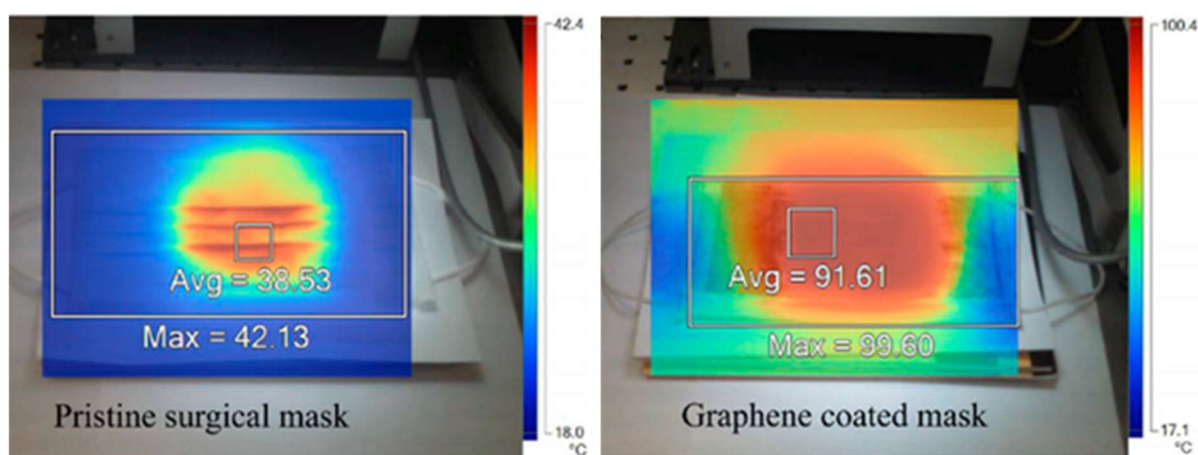 42.4
Avg = 38.53
Max = 42.13
Pristine surgical mask
18.0
°C
100.4
Avg = 91.61
Max = 99.60
Graphene coated mask
17.1
°C